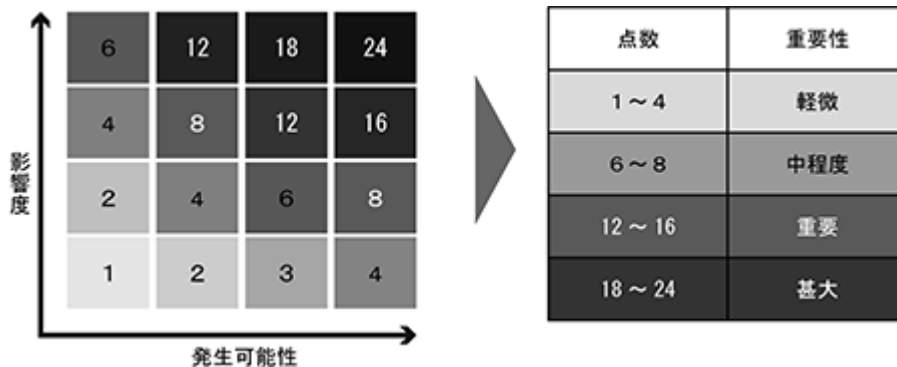 影響度
6 12 18 24
4 8 12 16
2 4 6 8
1 2 3 4
発生可能性
点数 重要性
1～4 軽微
6～8 中程度
12～16 重要
18～24 甚大